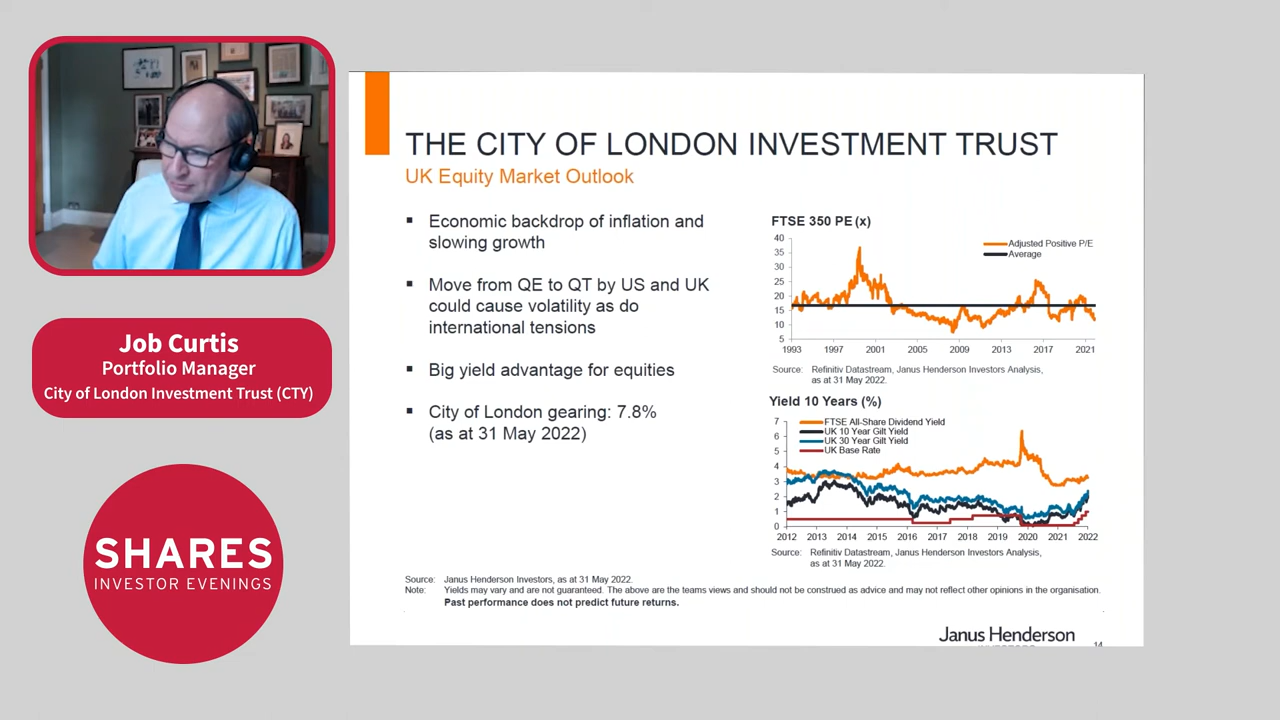 THE CITY OF LONDON INVESTMENT TRUST
UK Equity Market Outlook
▪ Economic backdrop of inflation and
slowing growth
▪ Move from QE to QT by US and UK
could cause volatility as do
international tensions
▪ Big yield advantage for equities
▪ City of London gearing: 7.8%
(as at 31 May 2022)
FTSE 350 PE (x)
40
35
30
25
20
15
10
5
1993 1997 2001 2005 2009 2013 2017 2021
Adjusted Positive P/E
Average
Source: Refinitiv Datastream, Janus Henderson Investors Analysis,
as at 31 May 2022.
Yield 10 Years (%)
7
6
5
4
3
2
1
0
FTSE All-Share Dividend Yield
UK 10 Year Gilt Yield
UK 30 Year Gilt Yield
UK Base Rate
2012 2013 2014 2015 2016 2017 2018 2019 2020 2021 2022
Source: Refinitiv Datastream, Janus Henderson Investors Analysis,
as at 31 May 2022.
Source: Janus Henderson Investors, as at 31 May 2022.
Note: Yields may vary and are not guaranteed. The above are the teams views and should not be construed as advice and may not reflect other opinions in the organisation.
Past performance does not predict future returns.
Janus Henderson
14
Job Curtis
Portfolio Manager
City of London Investment Trust (CTY)
SHARES
INVESTOR EVENINGS